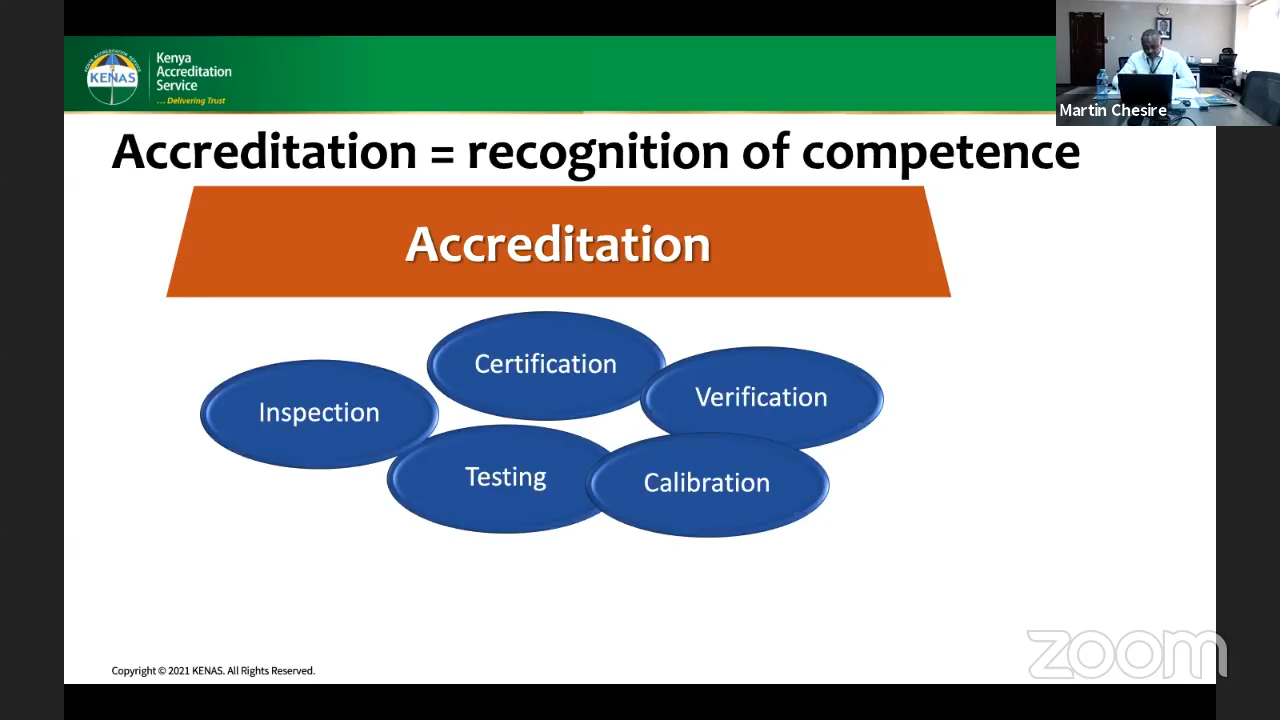 KENAS
Kenya
Accreditation
Service
... Delivering Trust
Martin Chesire
Accreditation = recognition of competence
Accreditation
Certification
Verification
Inspection
Testing
Calibration
Copyright © 2021 KENAS. All Rights Reserved.
zoom